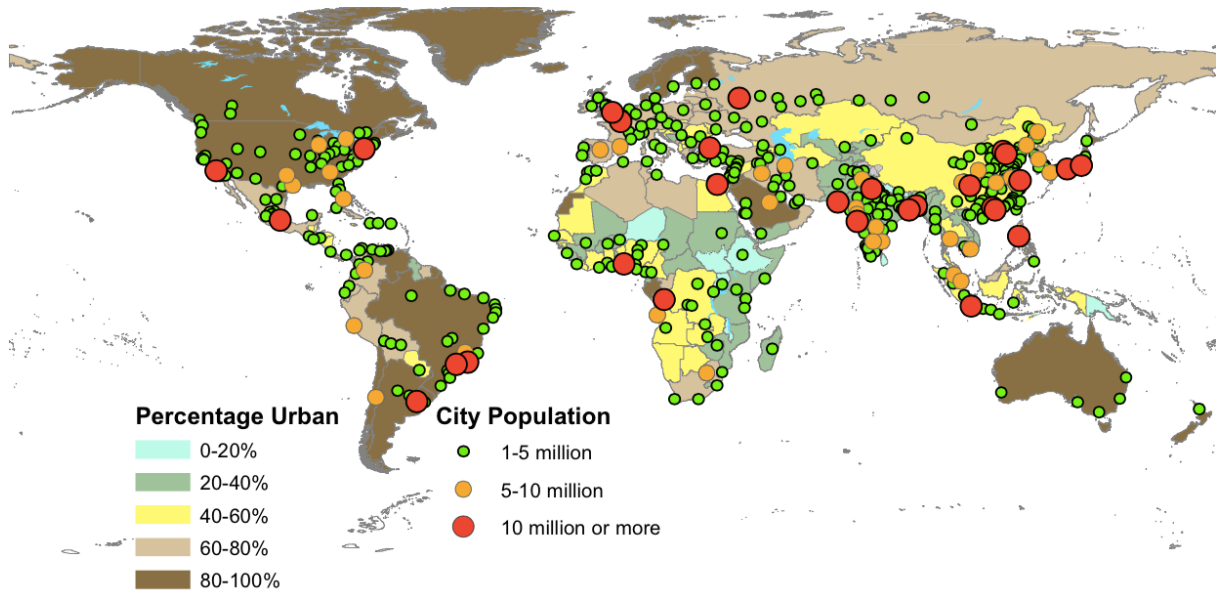 Percentage Urban
0-20%
20-40%
40-60%
60-80%
80-100%
City Population
1-5 million
5-10 million
10 million or more